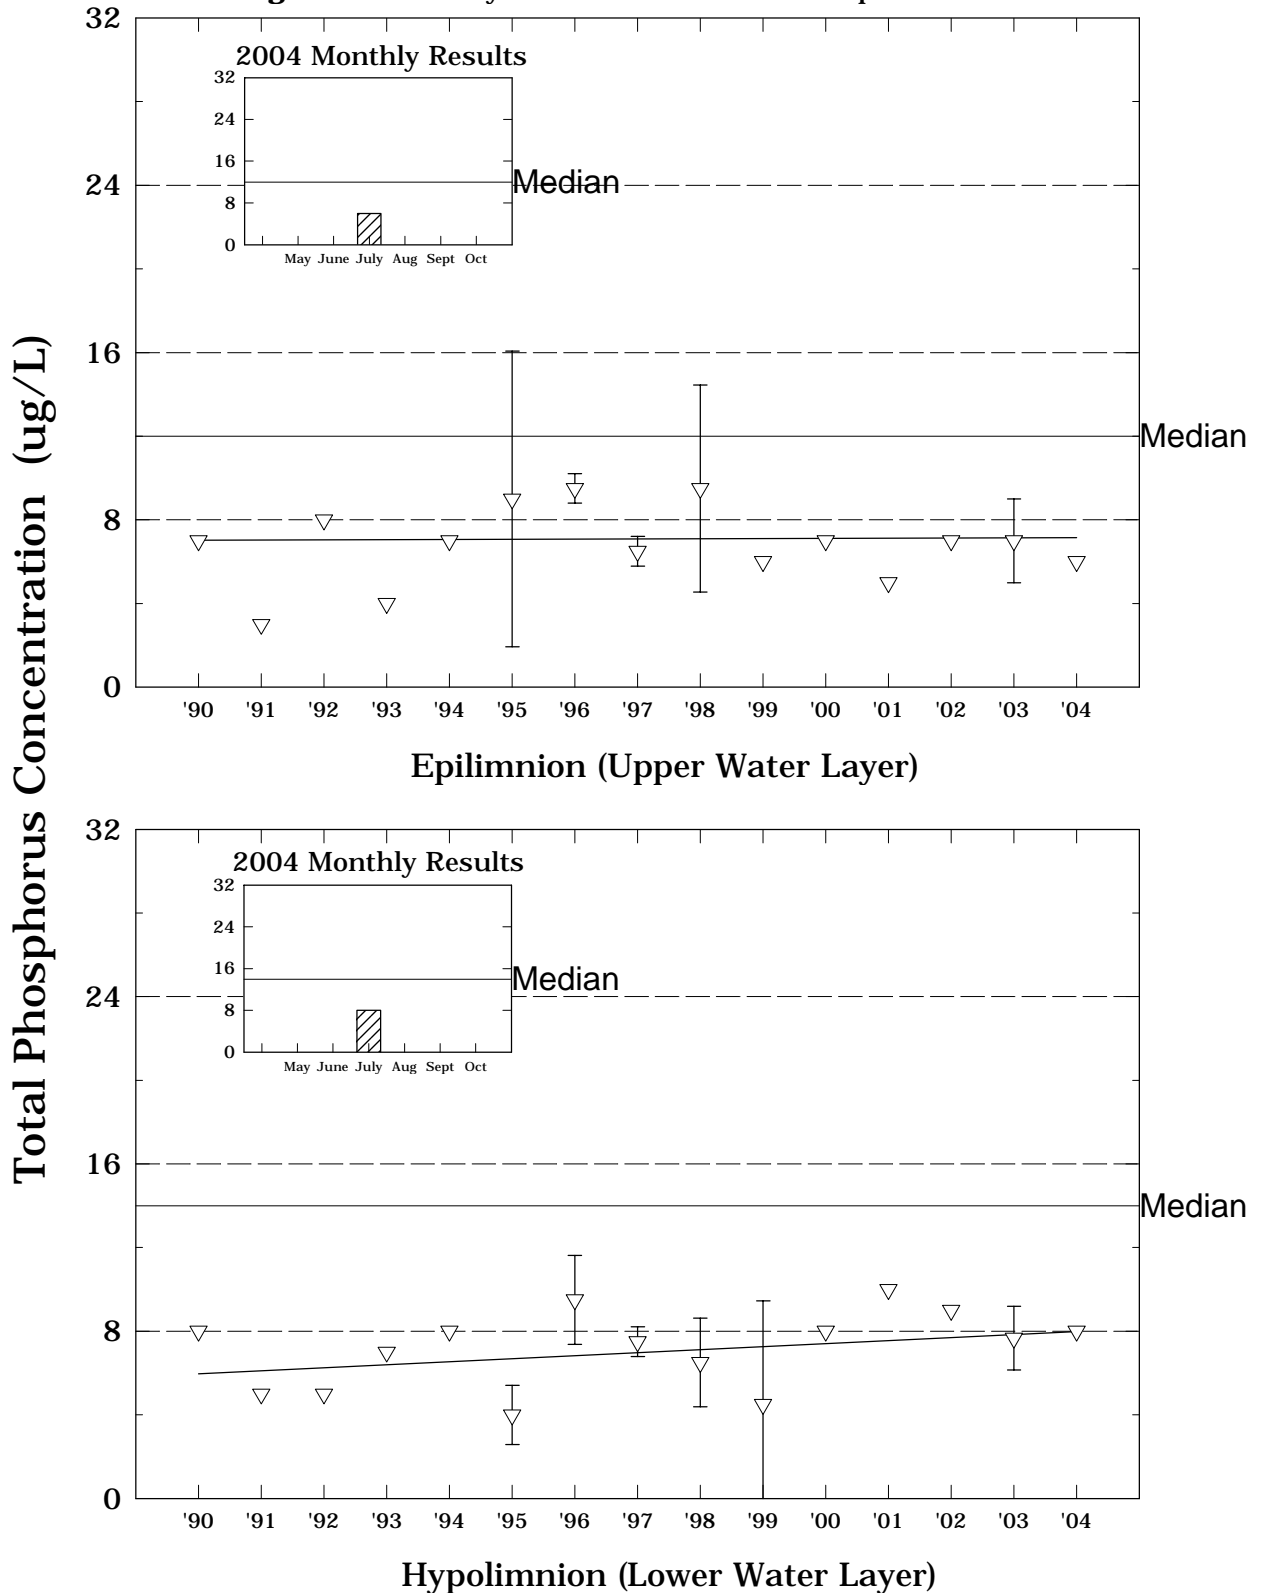 32
2004 Monthly Results
32
24
16
8
0
Median
May June July Aug Sept Oct
24
16
Median
8
0
'90 '91 '92 '93 '94 '95 '96 '97 '98 '99 '00 '01 '02 '03 '04
Epilimnion (Upper Water Layer)
Total Phosphorus Concentration (ug/L)
32
2004 Monthly Results
32
24
16
8
0
Median
May June July Aug Sept Oct
24
16
Median
8
0
'90 '91 '92 '93 '94 '95 '96 '97 '98 '99 '00 '01 '02 '03 '04
Hypolimnion (Lower Water Layer)